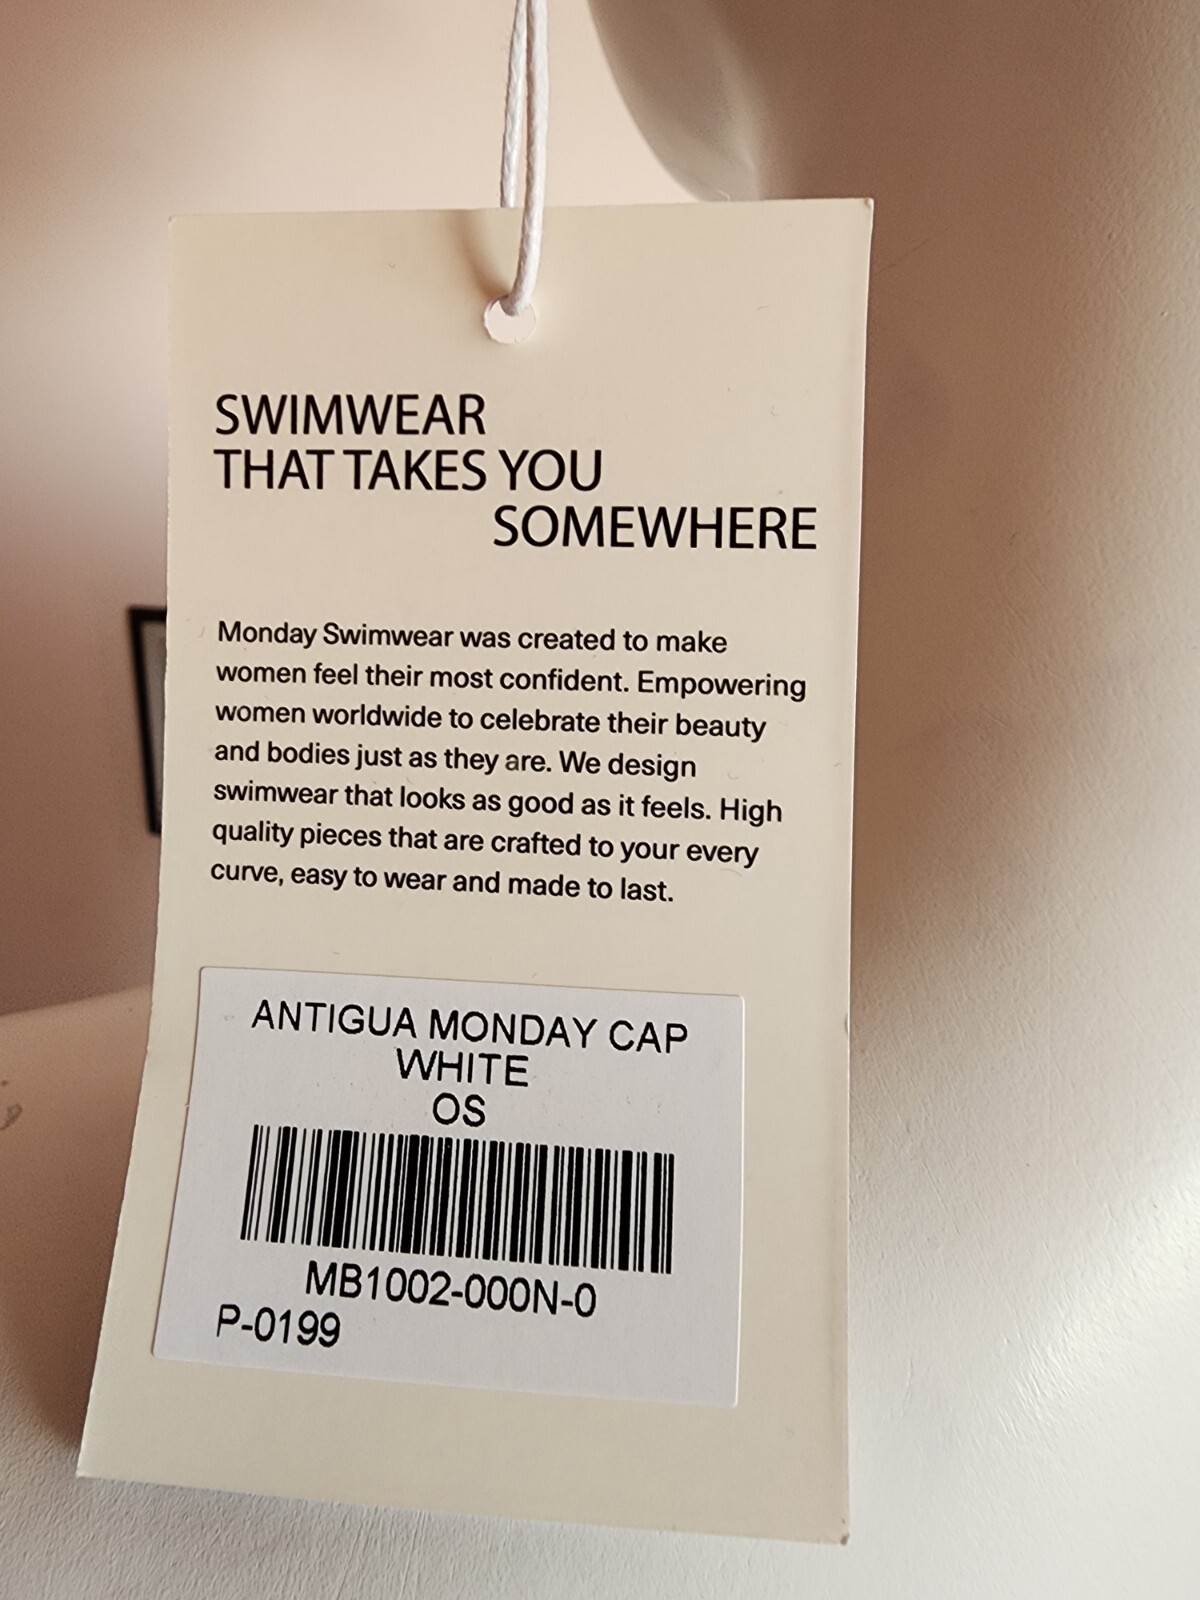 SWIMWEAR
THAT TAKES YOU
SOMEWHERE
Monday Swimwear was created to make
women feel their most confident. Empowering
women worldwide to celebrate their beauty
and bodies just as they are. We design
swimwear that looks as good as it feels. High
quality pieces that are crafted to your every
curve, easy to wear and made to last.
ANTIGUA MONDAY CAP
WHITE
OS
MB1002-000N-0
P-0199